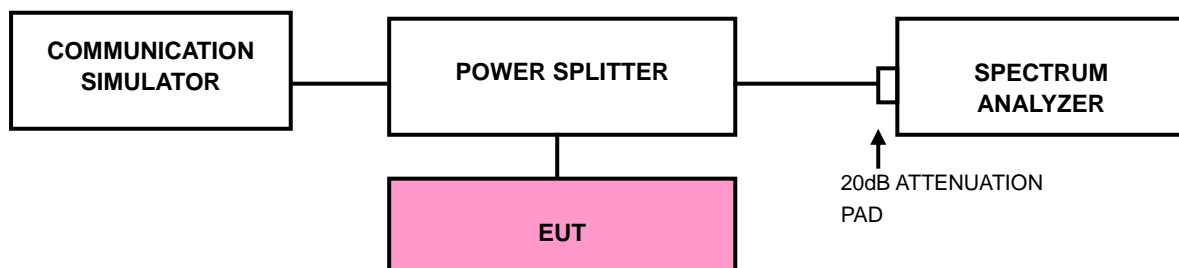 COMMUNICATION
SIMULATOR
POWER SPLITTER
SPECTRUM
ANALYZER
20dB ATTENUATION
PAD
EUT